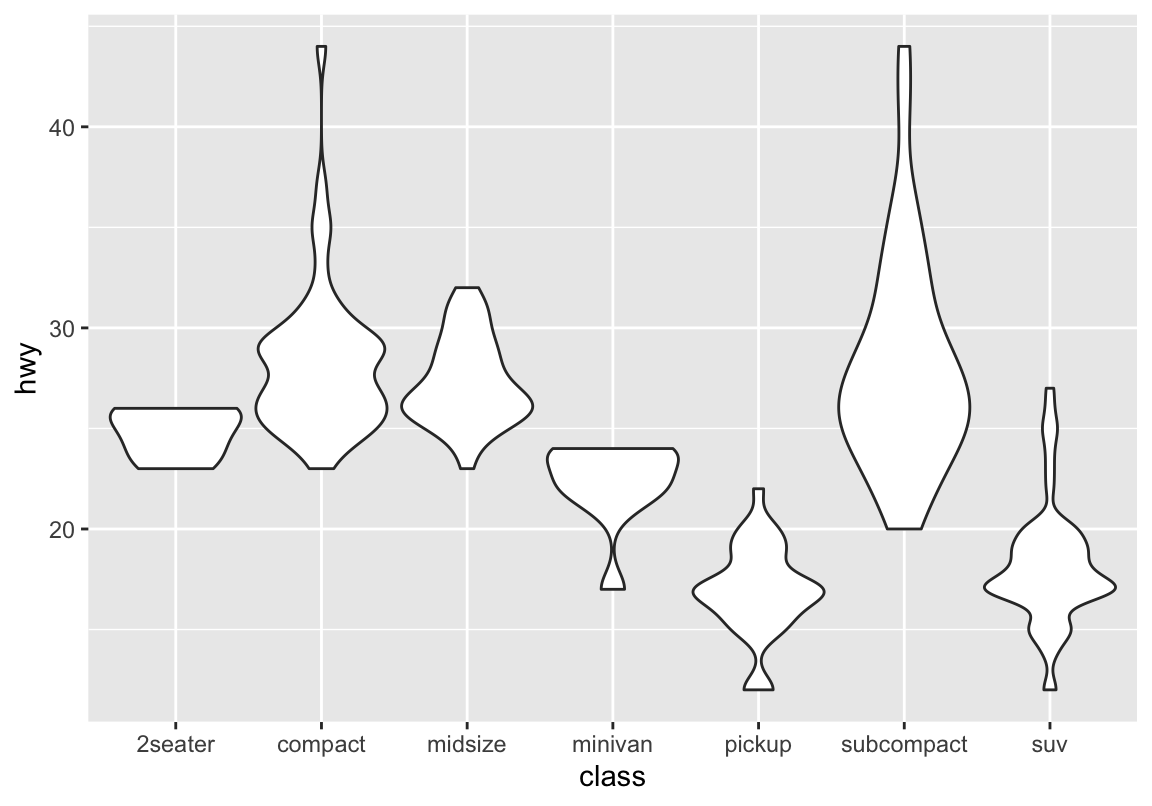 40
30
20
hwy
2seater compact midsize minivan pickup subcompact suv
class